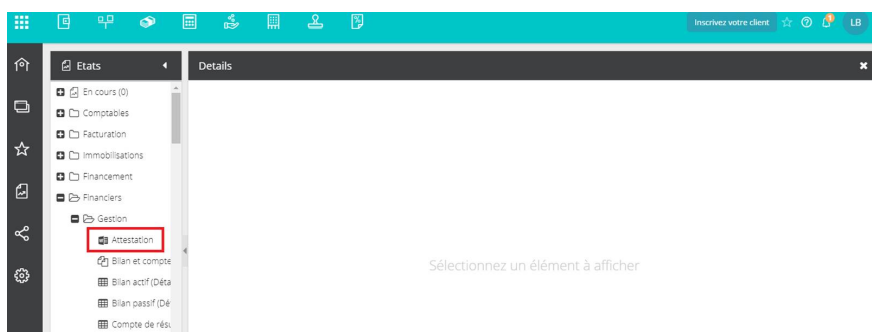 Inscrivez votre client
1
LB
Etats
Details
En cours (0)
Comptables
Facturation
Immobilisations
Financement
Financiers
Gestion
Attestation
Bilan et compte
Bilan actif (Déta
Bilan passif (Dé
Compte de résu
Sélectionnez un élément à afficher